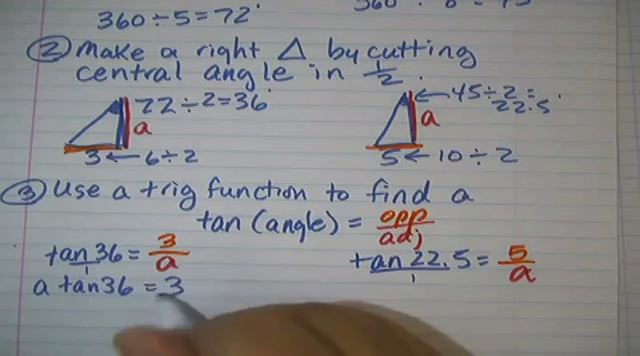 360 ÷ 5 = 72°
② Make a right △ by cutting
central angle in 1/2.
72 ÷ 2 = 36°
a
3 ← 6 ÷ 2
← 45 ÷ 2 =
22.5°
a
5 ← 10 ÷ 2
③ Use a trig function to find a
tan (angle) = opp/adj
tan 36 = 3/a
1
a tan 36 = 3
tan 22.5 = 5/a
1